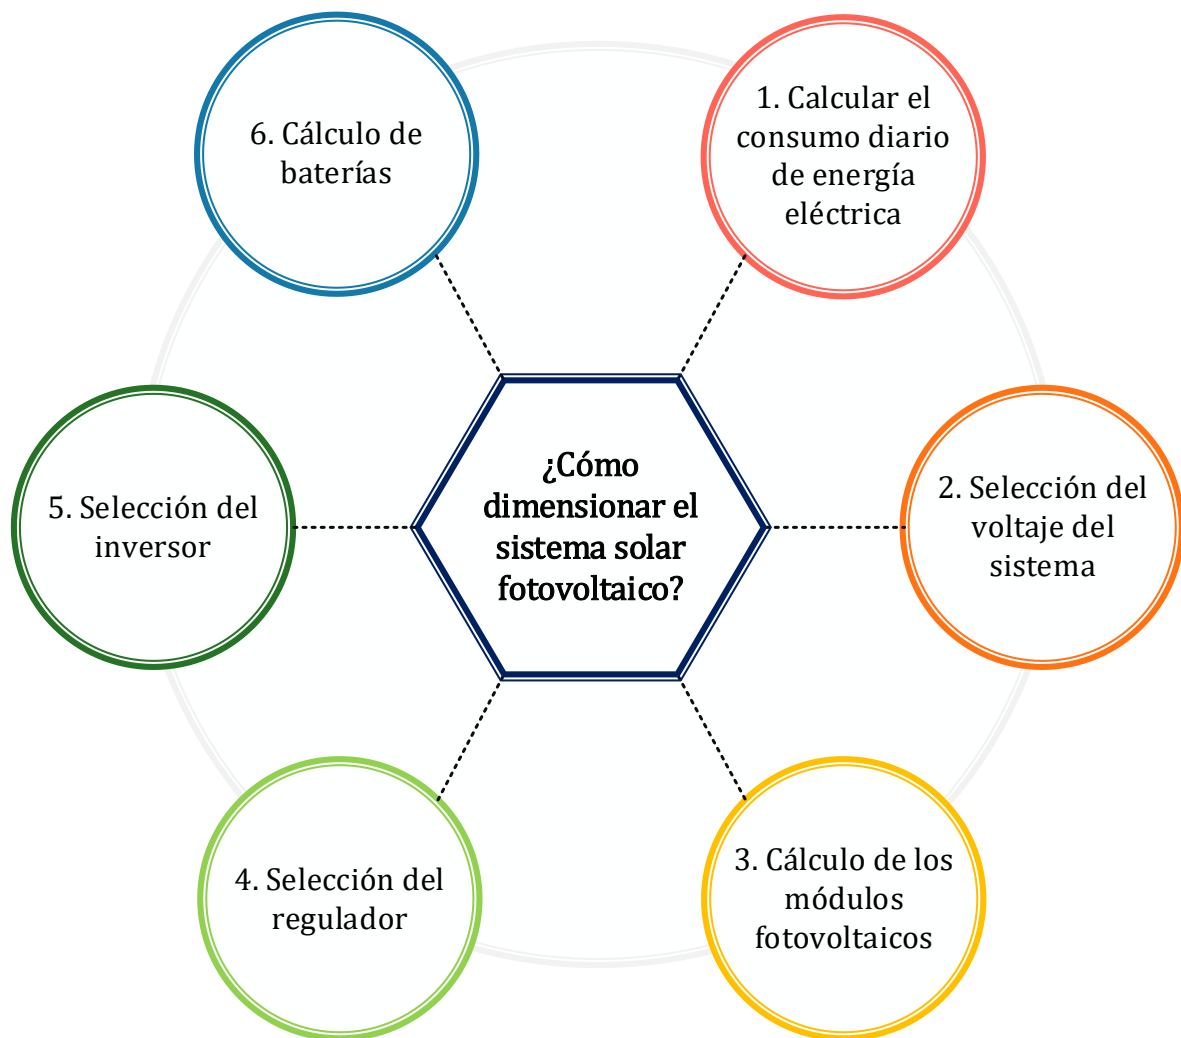 ¿Cómo
dimensionar el
sistema solar
fotovoltaico?
1. Calcular el
consumo diario
de energía
eléctrica
2. Selección del
voltaje del
sistema
3. Cálculo de los
módulos
fotovoltaicos
4. Selección del
regulador
5. Selección del
inversor
6. Cálculo de
baterías